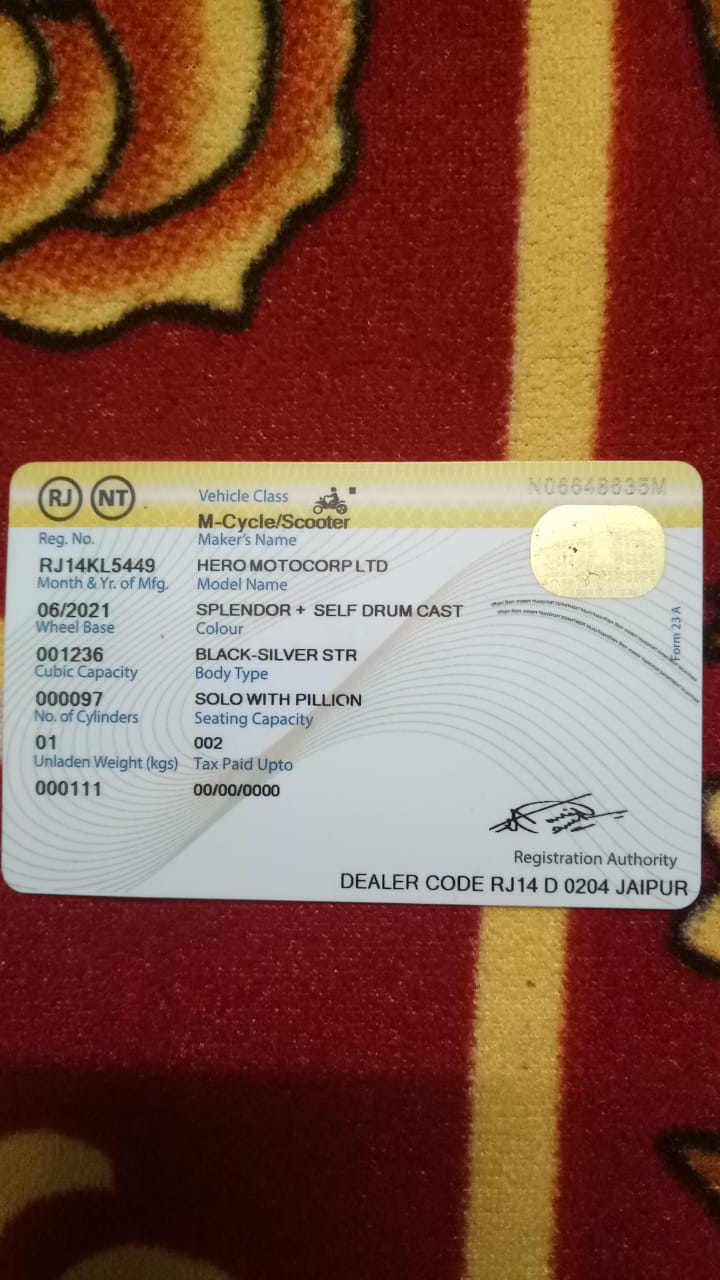 RJ NT Vehicle Class N06648635M
M-Cycle/Scooter
Reg. No. Maker's Name
RJ14KL5449 HERO MOTOCORP LTD
Month & Yr. of Mfg. Model Name
06/2021 SPLENDOR + SELF DRUM CAST
Wheel Base Colour
001236 BLACK-SILVER STR
Cubic Capacity Body Type
000097 SOLO WITH PILLION
No. of Cylinders Seating Capacity
01 002
Unladen Weight (kgs) Tax Paid Upto
000111 00/00/0000
Form 23 A
Registration Authority
DEALER CODE RJ14 D 0204 JAIPUR